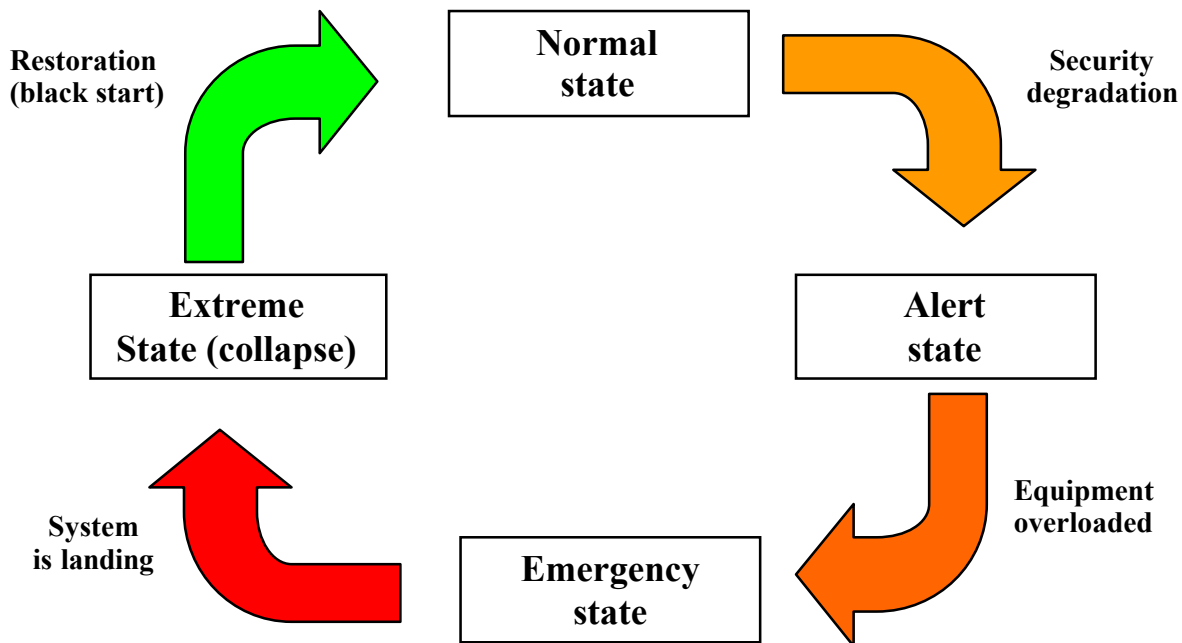 Restoration
(black start)
Normal
state
Security
degradation
Extreme
State (collapse)
Alert
state
System
is landing
Emergency
state
Equipment
overloaded